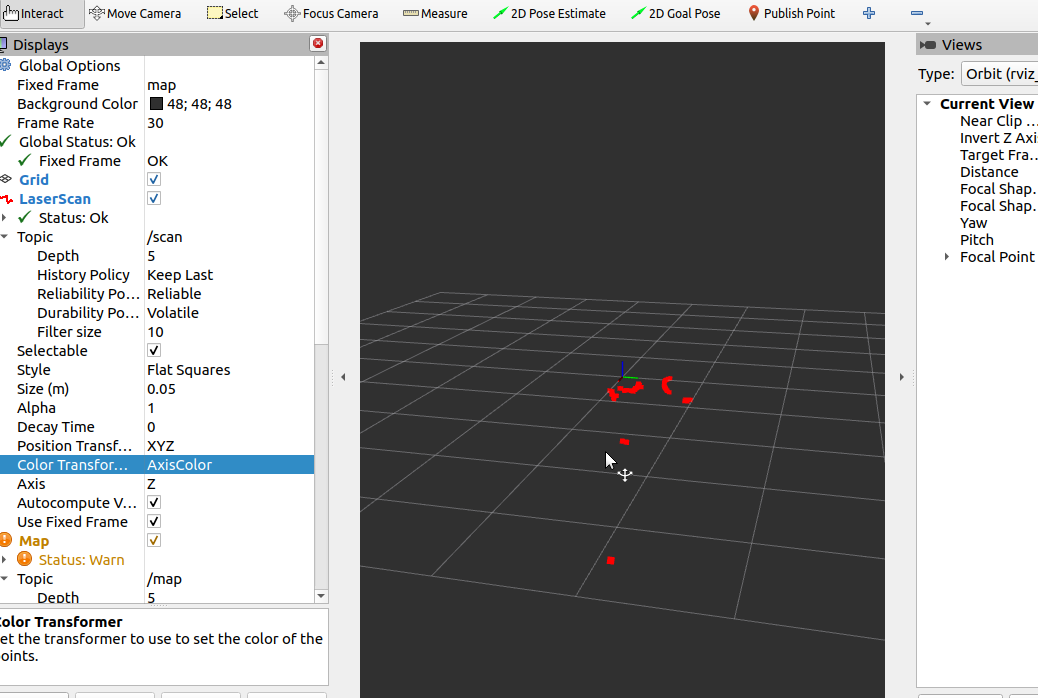 Interact Move Camera Select Focus Camera Measure 2D Pose Estimate 2D Goal Pose Publish Point
Displays
Global Options
Fixed Frame map
Background Color 48; 48; 48
Frame Rate 30
Global Status: Ok
Fixed Frame OK
Grid
LaserScan
Status: Ok
Topic /scan
Depth 5
History Policy Keep Last
Reliability Po... Reliable
Durability Po... Volatile
Filter size 10
Selectable
Style Flat Squares
Size (m) 0.05
Alpha 1
Decay Time 0
Position Transf... XYZ
Color Transfor... AxisColor
Axis Z
Autocompute V...
Use Fixed Frame
Map
Status: Warn
Topic /map
Depth 5
olor Transformer
et the transformer to use to set the color of the
oints.
Views
Type: Orbit (rviz_
Current View
Near Clip ...
Invert Z Axi
Target Fra...
Distance
Focal Shap.
Focal Shap.
Yaw
Pitch
Focal Point